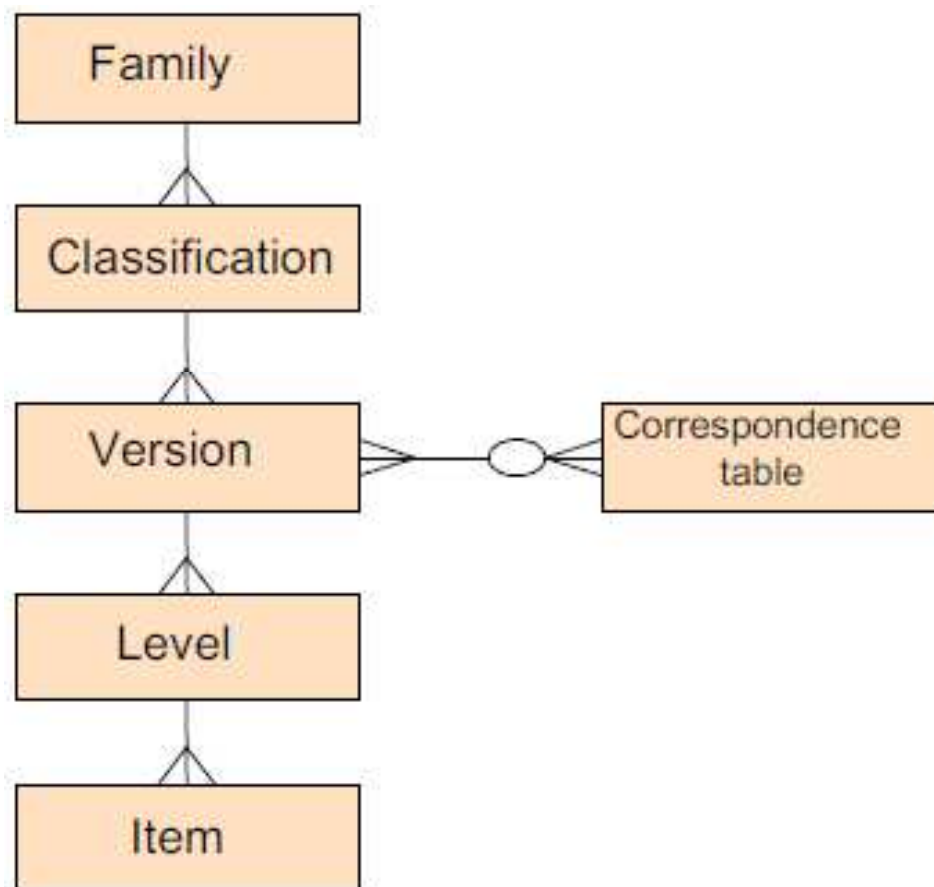 Family
Classification
Version
Correspondence
table
Level
Item